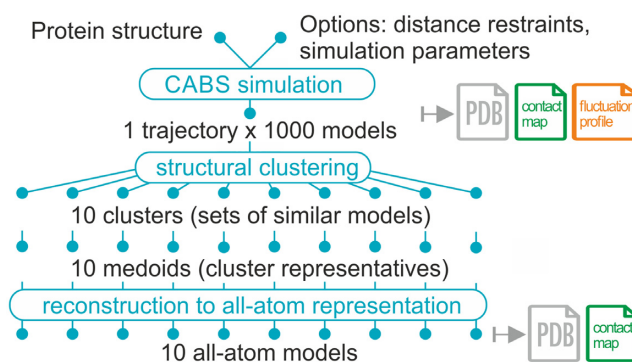 Protein structure
Options: distance restraints,
simulation parameters
CABS simulation
PDB
contact
map
fluctuation
profile
1 trajectory x 1000 models
structural clustering
10 clusters (sets of similar models)
10 medoids (cluster representatives)
reconstruction to all-atom representation
PDB
contact
map
10 all-atom models